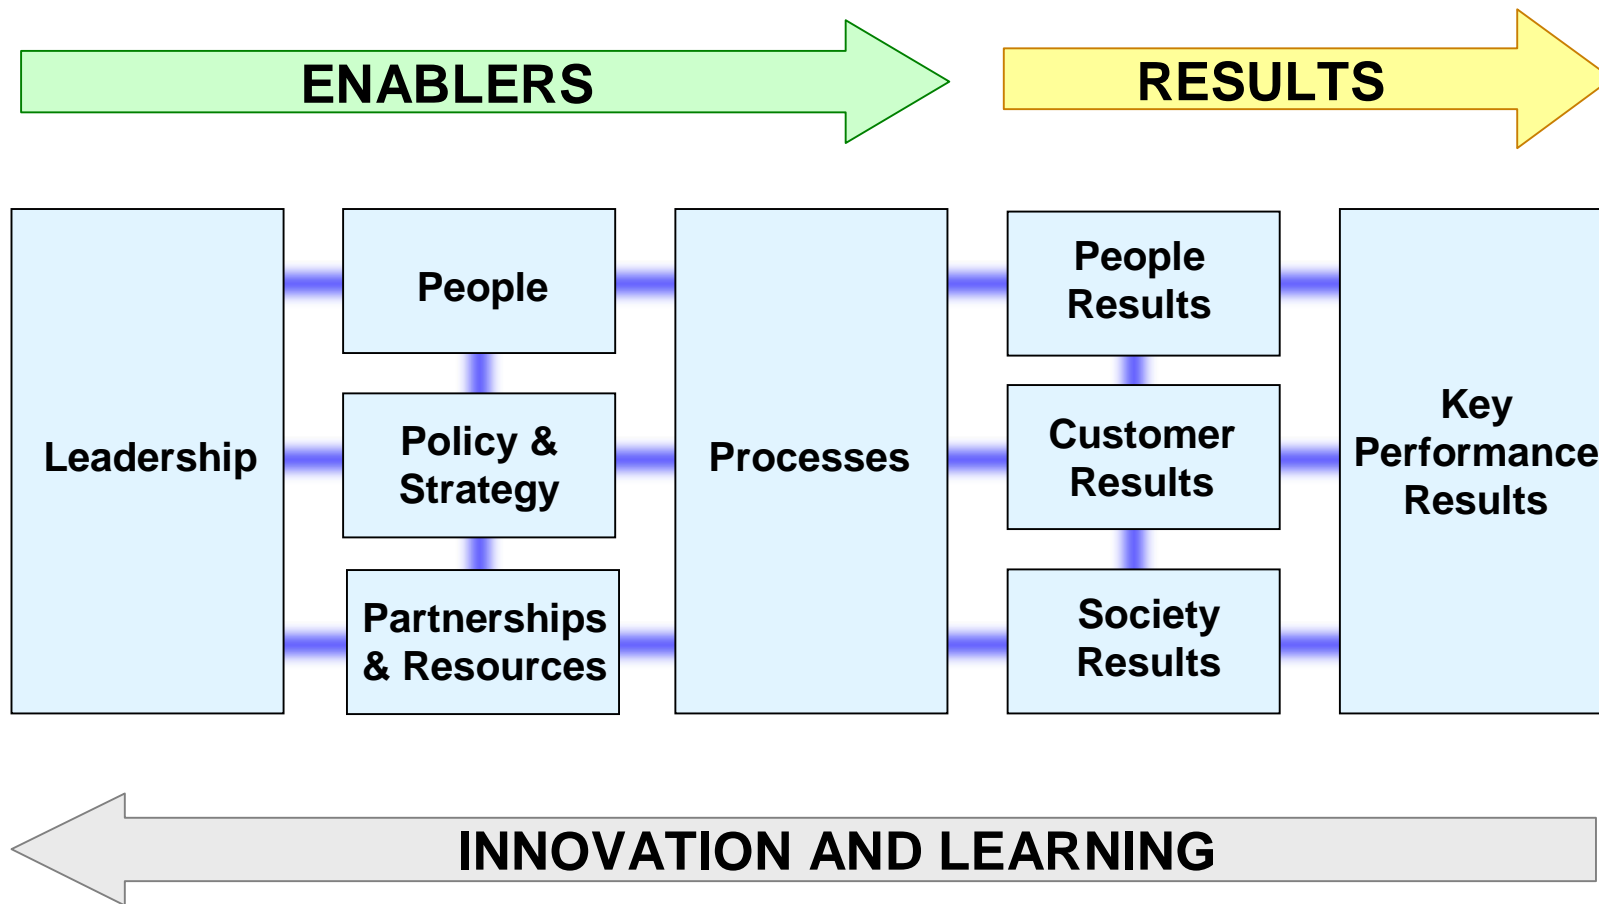 ENABLERS
RESULTS
Leadership
People
Policy &
Strategy
Partnerships
& Resources
Processes
People
Results
Customer
Results
Society
Results
Key
Performance
Results
INNOVATION AND LEARNING